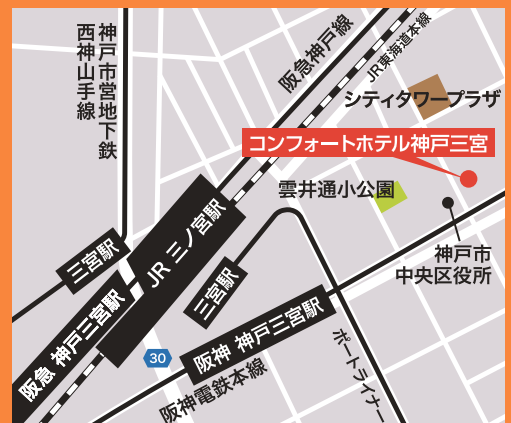 神戸市営地下鉄
西神山手線
阪急神戸線
JR東海道本線
シティタワープラザ
コンフォートホテル神戸三宮
雲井通小公園
神戸市
中央区役所
三宮駅
JR 三ノ宮駅
三宮駅
阪急 神戸三宮駅
阪神 神戸三宮駅
30
阪神電鉄本線
ポートライナー